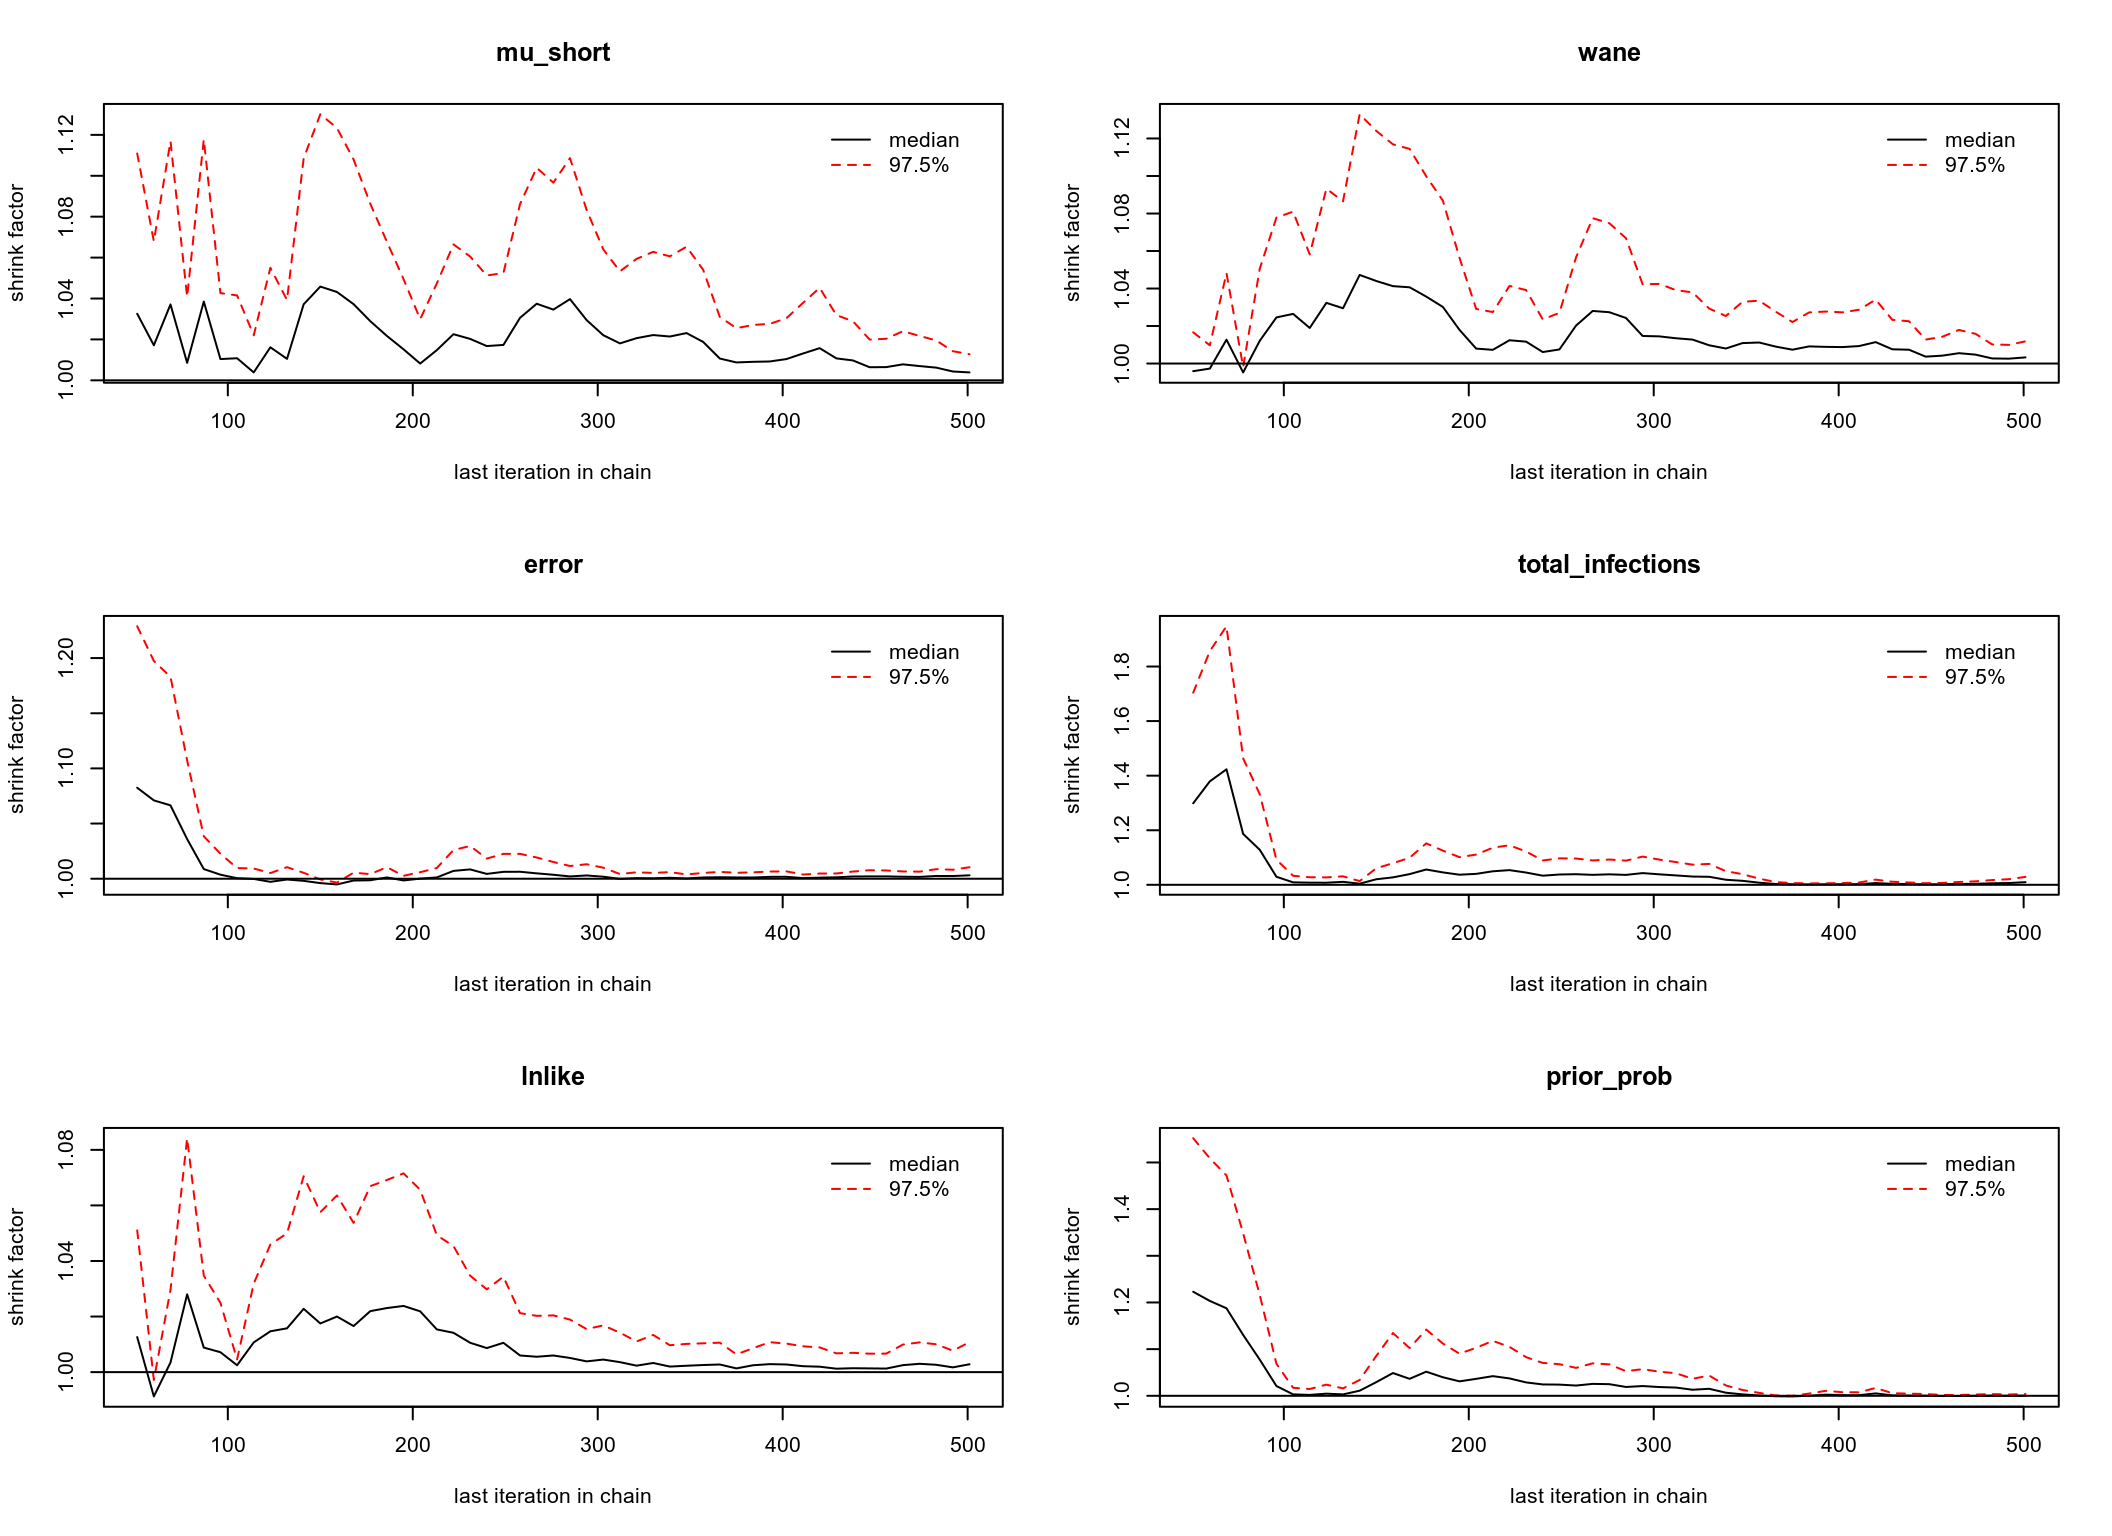 mu_short
shrink factor
1.00 1.04 1.08 1.12
median
97.5%
100 200 300 400 500
last iteration in chain
wane
shrink factor
1.00 1.04 1.08 1.12
median
97.5%
100 200 300 400 500
last iteration in chain
error
shrink factor
1.00 1.10 1.20
median
97.5%
100 200 300 400 500
last iteration in chain
total_infections
shrink factor
1.0 1.2 1.4 1.6 1.8
median
97.5%
100 200 300 400 500
last iteration in chain
lnlike
shrink factor
1.00 1.04 1.08
median
97.5%
100 200 300 400 500
last iteration in chain
prior_prob
shrink factor
1.0 1.2 1.4
median
97.5%
100 200 300 400 500
last iteration in chain